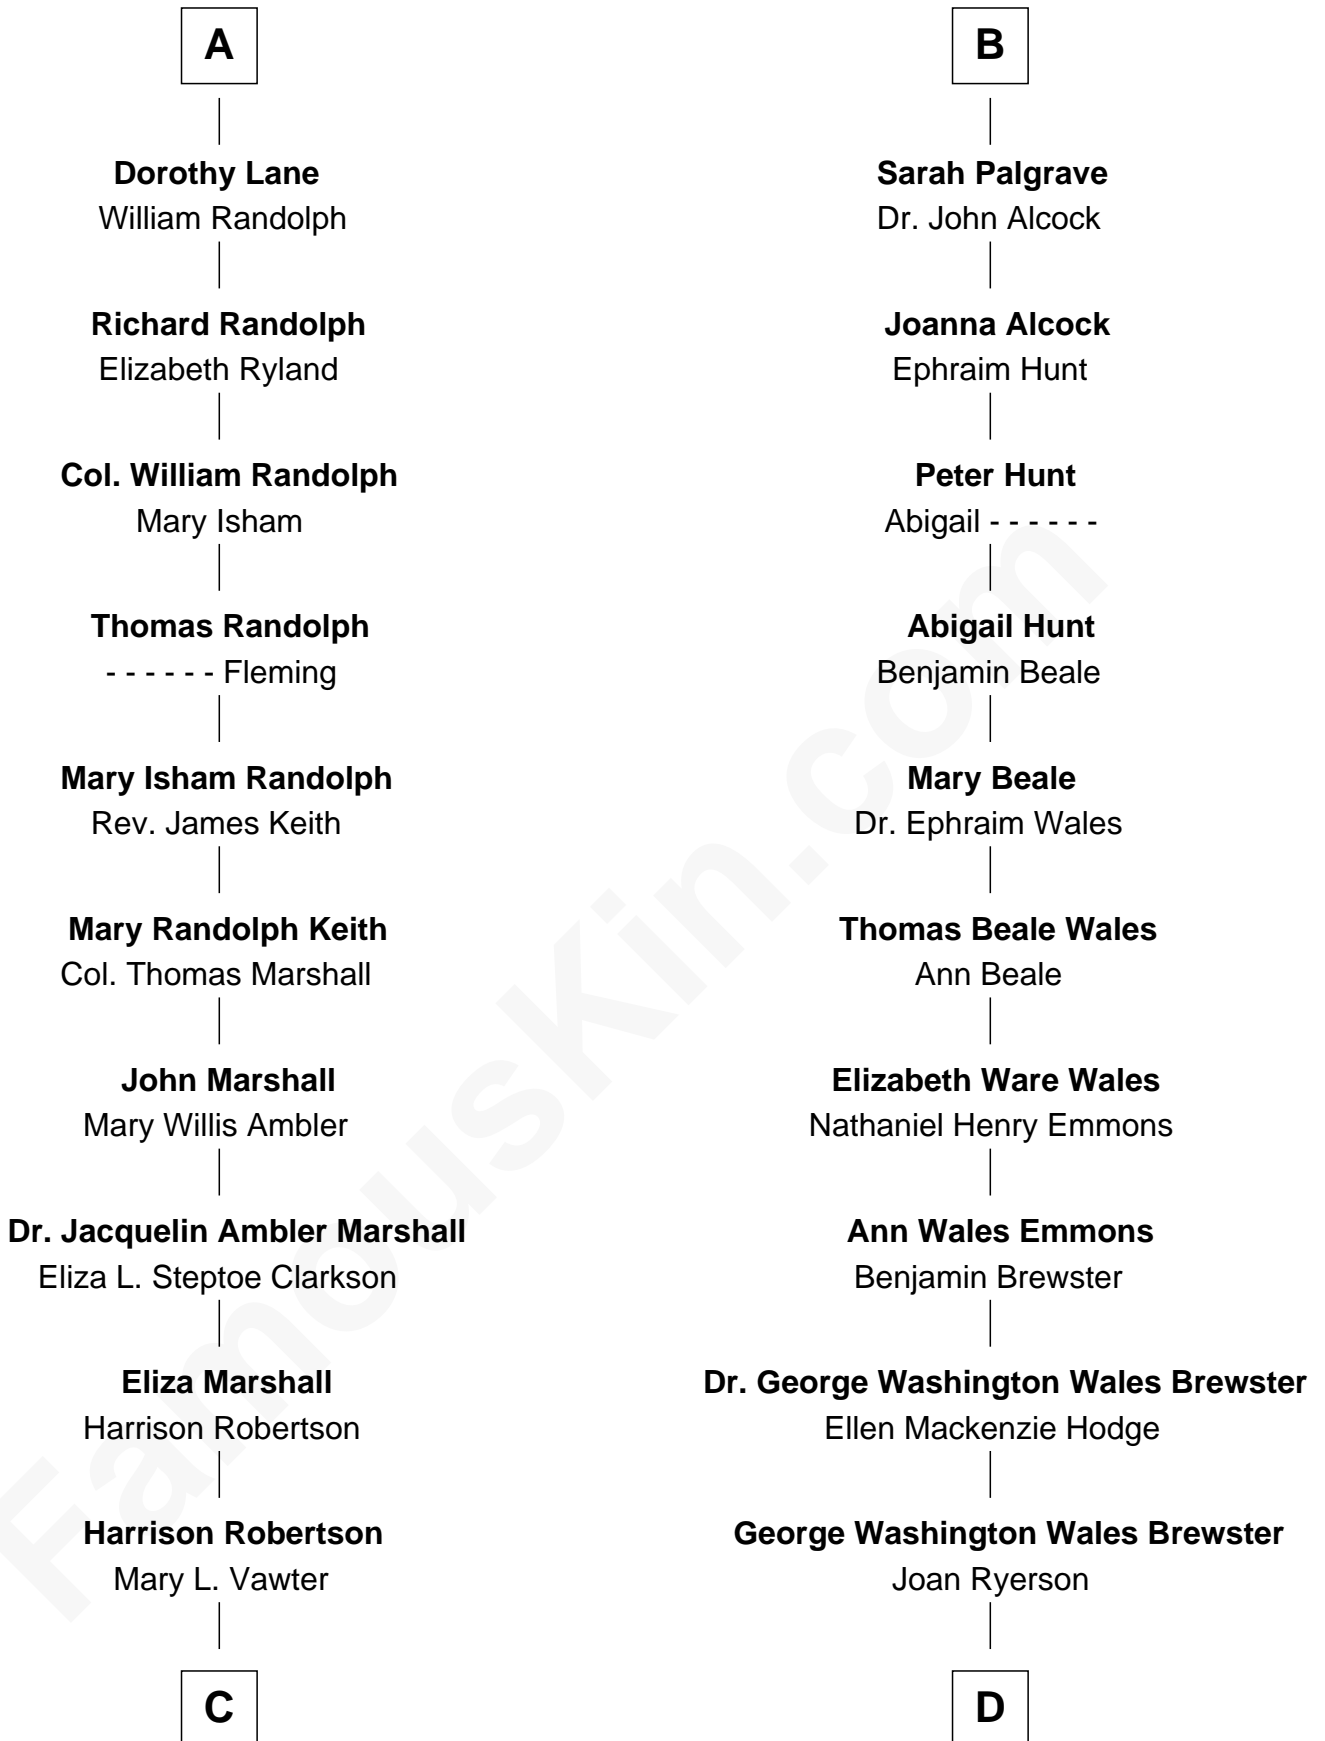 A
Dorothy Lane
William Randolph
Richard Randolph
Elizabeth Ryland
Col. William Randolph
Mary Isham
Thomas Randolph
- - - - - - Fleming
Mary Isham Randolph
Rev. James Keith
Mary Randolph Keith
Col. Thomas Marshall
John Marshall
Mary Willis Ambler
Dr. Jacquelin Ambler Marshall
Eliza L. Steptoe Clarkson
Eliza Marshall
Harrison Robertson
Harrison Robertson
Mary L. Vawter
C
B
Sarah Palgrave
Dr. John Alcock
Joanna Alcock
Ephraim Hunt
Peter Hunt
Abigail - - - - - -
Abigail Hunt
Benjamin Beale
Mary Beale
Dr. Ephraim Wales
Thomas Beale Wales
Ann Beale
Elizabeth Ware Wales
Nathaniel Henry Emmons
Ann Wales Emmons
Benjamin Brewster
Dr. George Washington Wales Brewster
Ellen Mackenzie Hodge
George Washington Wales Brewster
Joan Ryerson
D
FamousKin.com